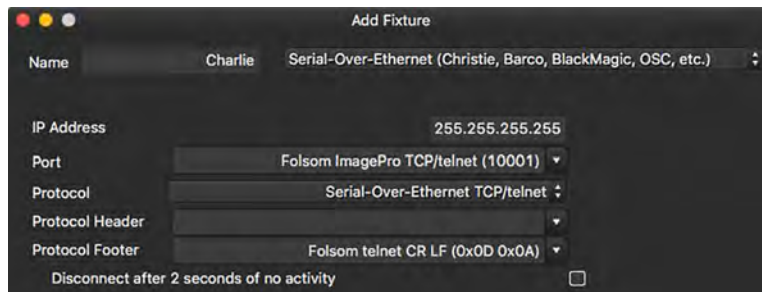 Add Fixture
Name Charlie Serial-Over-Ethernet (Christie, Barco, BlackMagic, OSC, etc.)
IP Address 255.255.255.255
Port Folsom ImagePro TCP/telnet (10001)
Protocol Serial-Over-Ethernet TCP/telnet
Protocol Header
Protocol Footer Folsom telnet CR LF (0x0D 0x0A)
Disconnect after 2 seconds of no activity